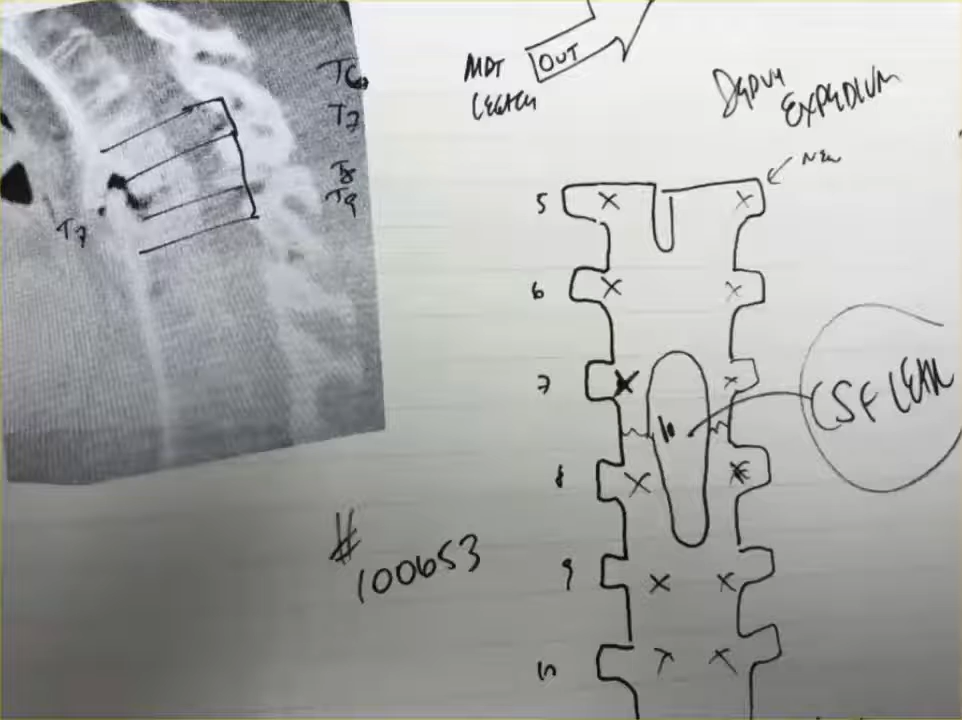 MDT
LEGACY
OUT
DEPUY
EXPEDIUM
NEW
T6
T7
T8
T9
T7
5
6
7
8
9
10
CSF LEAK
#
100653